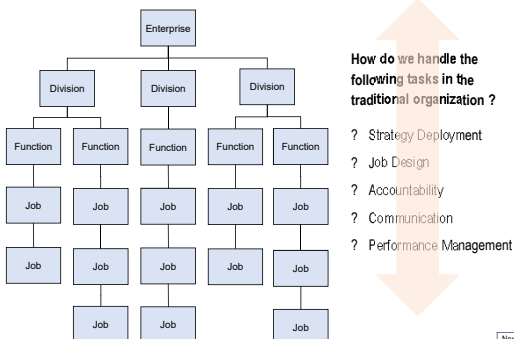 Enterprise
Division
Division
Division
Function
Function
Function
Function
Function
Job
Job
Job
Job
Job
Job
Job
Job
Job
Job
Job
Job
Job
How do we handle the
following tasks in the
traditional organization ?
? Strategy Deployment
? Job Design
? Accountability
? Communication
? Performance Management